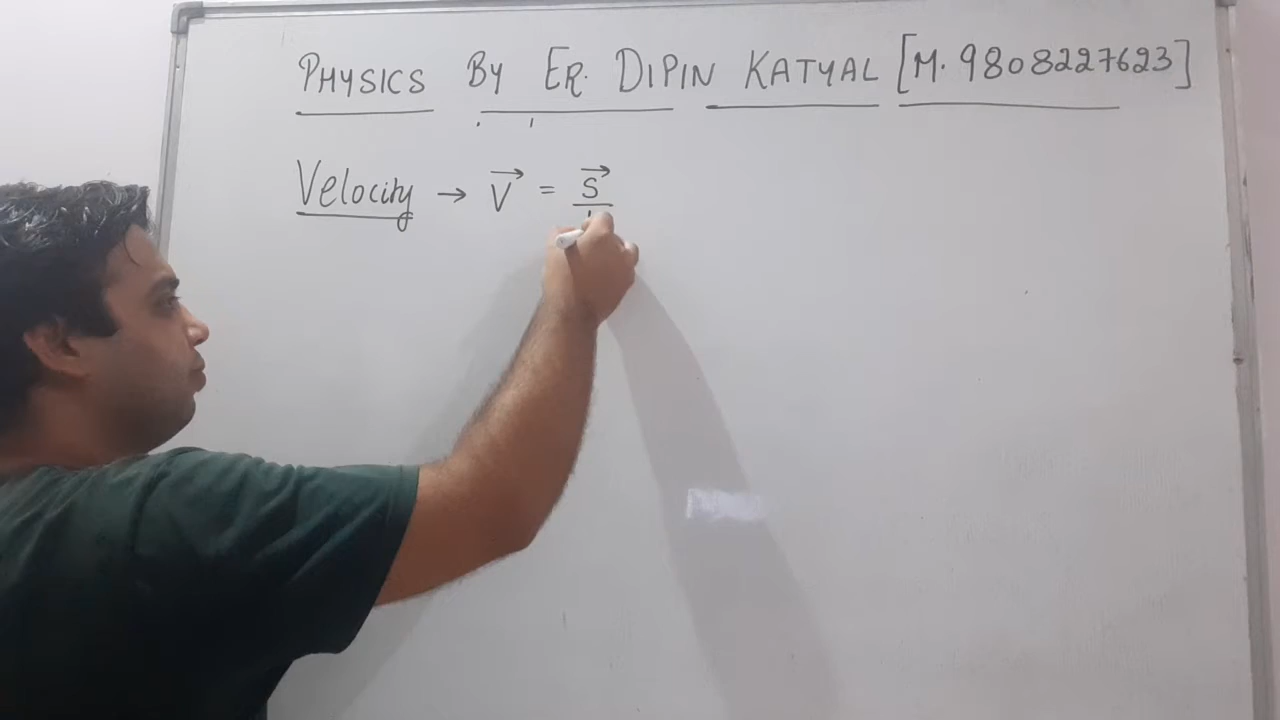 PHYSICS BY ER. DIPIN KATYAL [M. 9808227623]
Velocity → V⃗ = S⃗